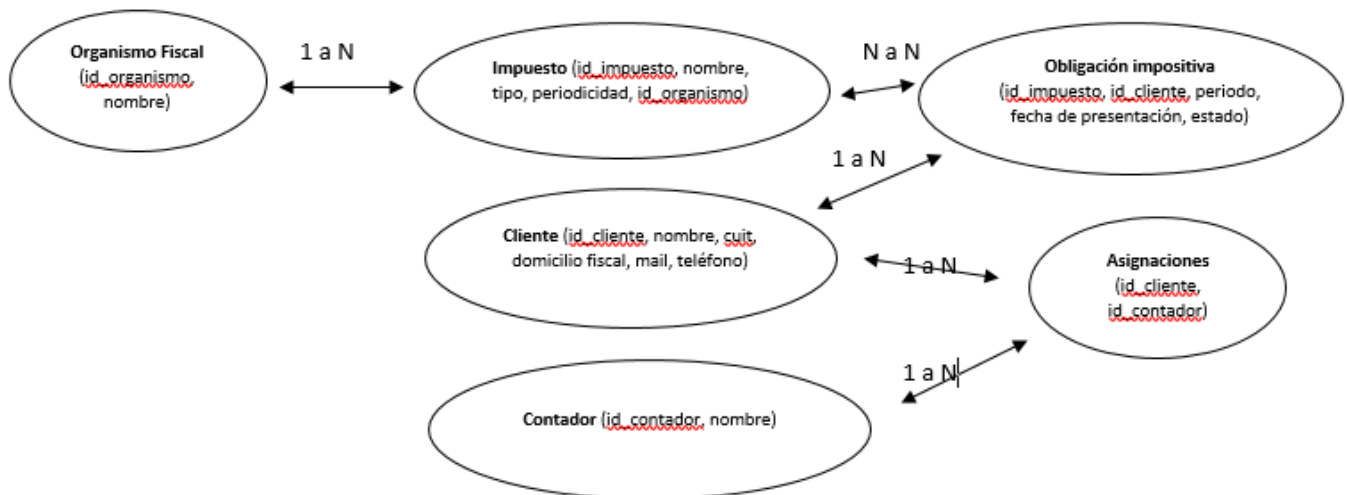 Organismo Fiscal
(id_organismo,
nombre)
1 a N
Impuesto (id_impuesto, nombre,
tipo, periodicidad, id_organismo)
N a N
Obligación impositiva
(id_impuesto, id_cliente, periodo,
fecha de presentación, estado)
1 a N
Cliente (id_cliente, nombre, cuit,
domicilio fiscal, mail, teléfono)
1 a N
Asignaciones
(id_cliente,
id_contador)
1 a N
Contador (id_contador, nombre)